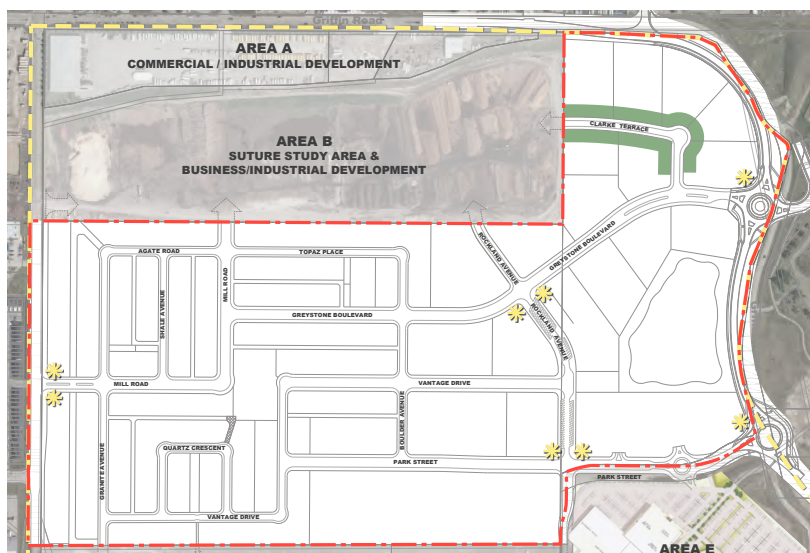 Griffin Road
AREA A
COMMERCIAL / INDUSTRIAL DEVELOPMENT
AREA B
SUTURE STUDY AREA &
BUSINESS/INDUSTRIAL DEVELOPMENT
CLARKE TERRACE
AGATE ROAD
TOPAZ PLACE
ROCKLAND AVENUE
GREYSTONE BOULEVARD
MILL ROAD
SHALE AVENUE
GREYSTONE BOULEVARD
ROCKLAND AVENUE
MILL ROAD
VANTAGE DRIVE
BOULDER AVENUE
QUARTZ CRESCENT
GRANITE AVENUE
PARK STREET
PARK STREET
VANTAGE DRIVE
AREA E